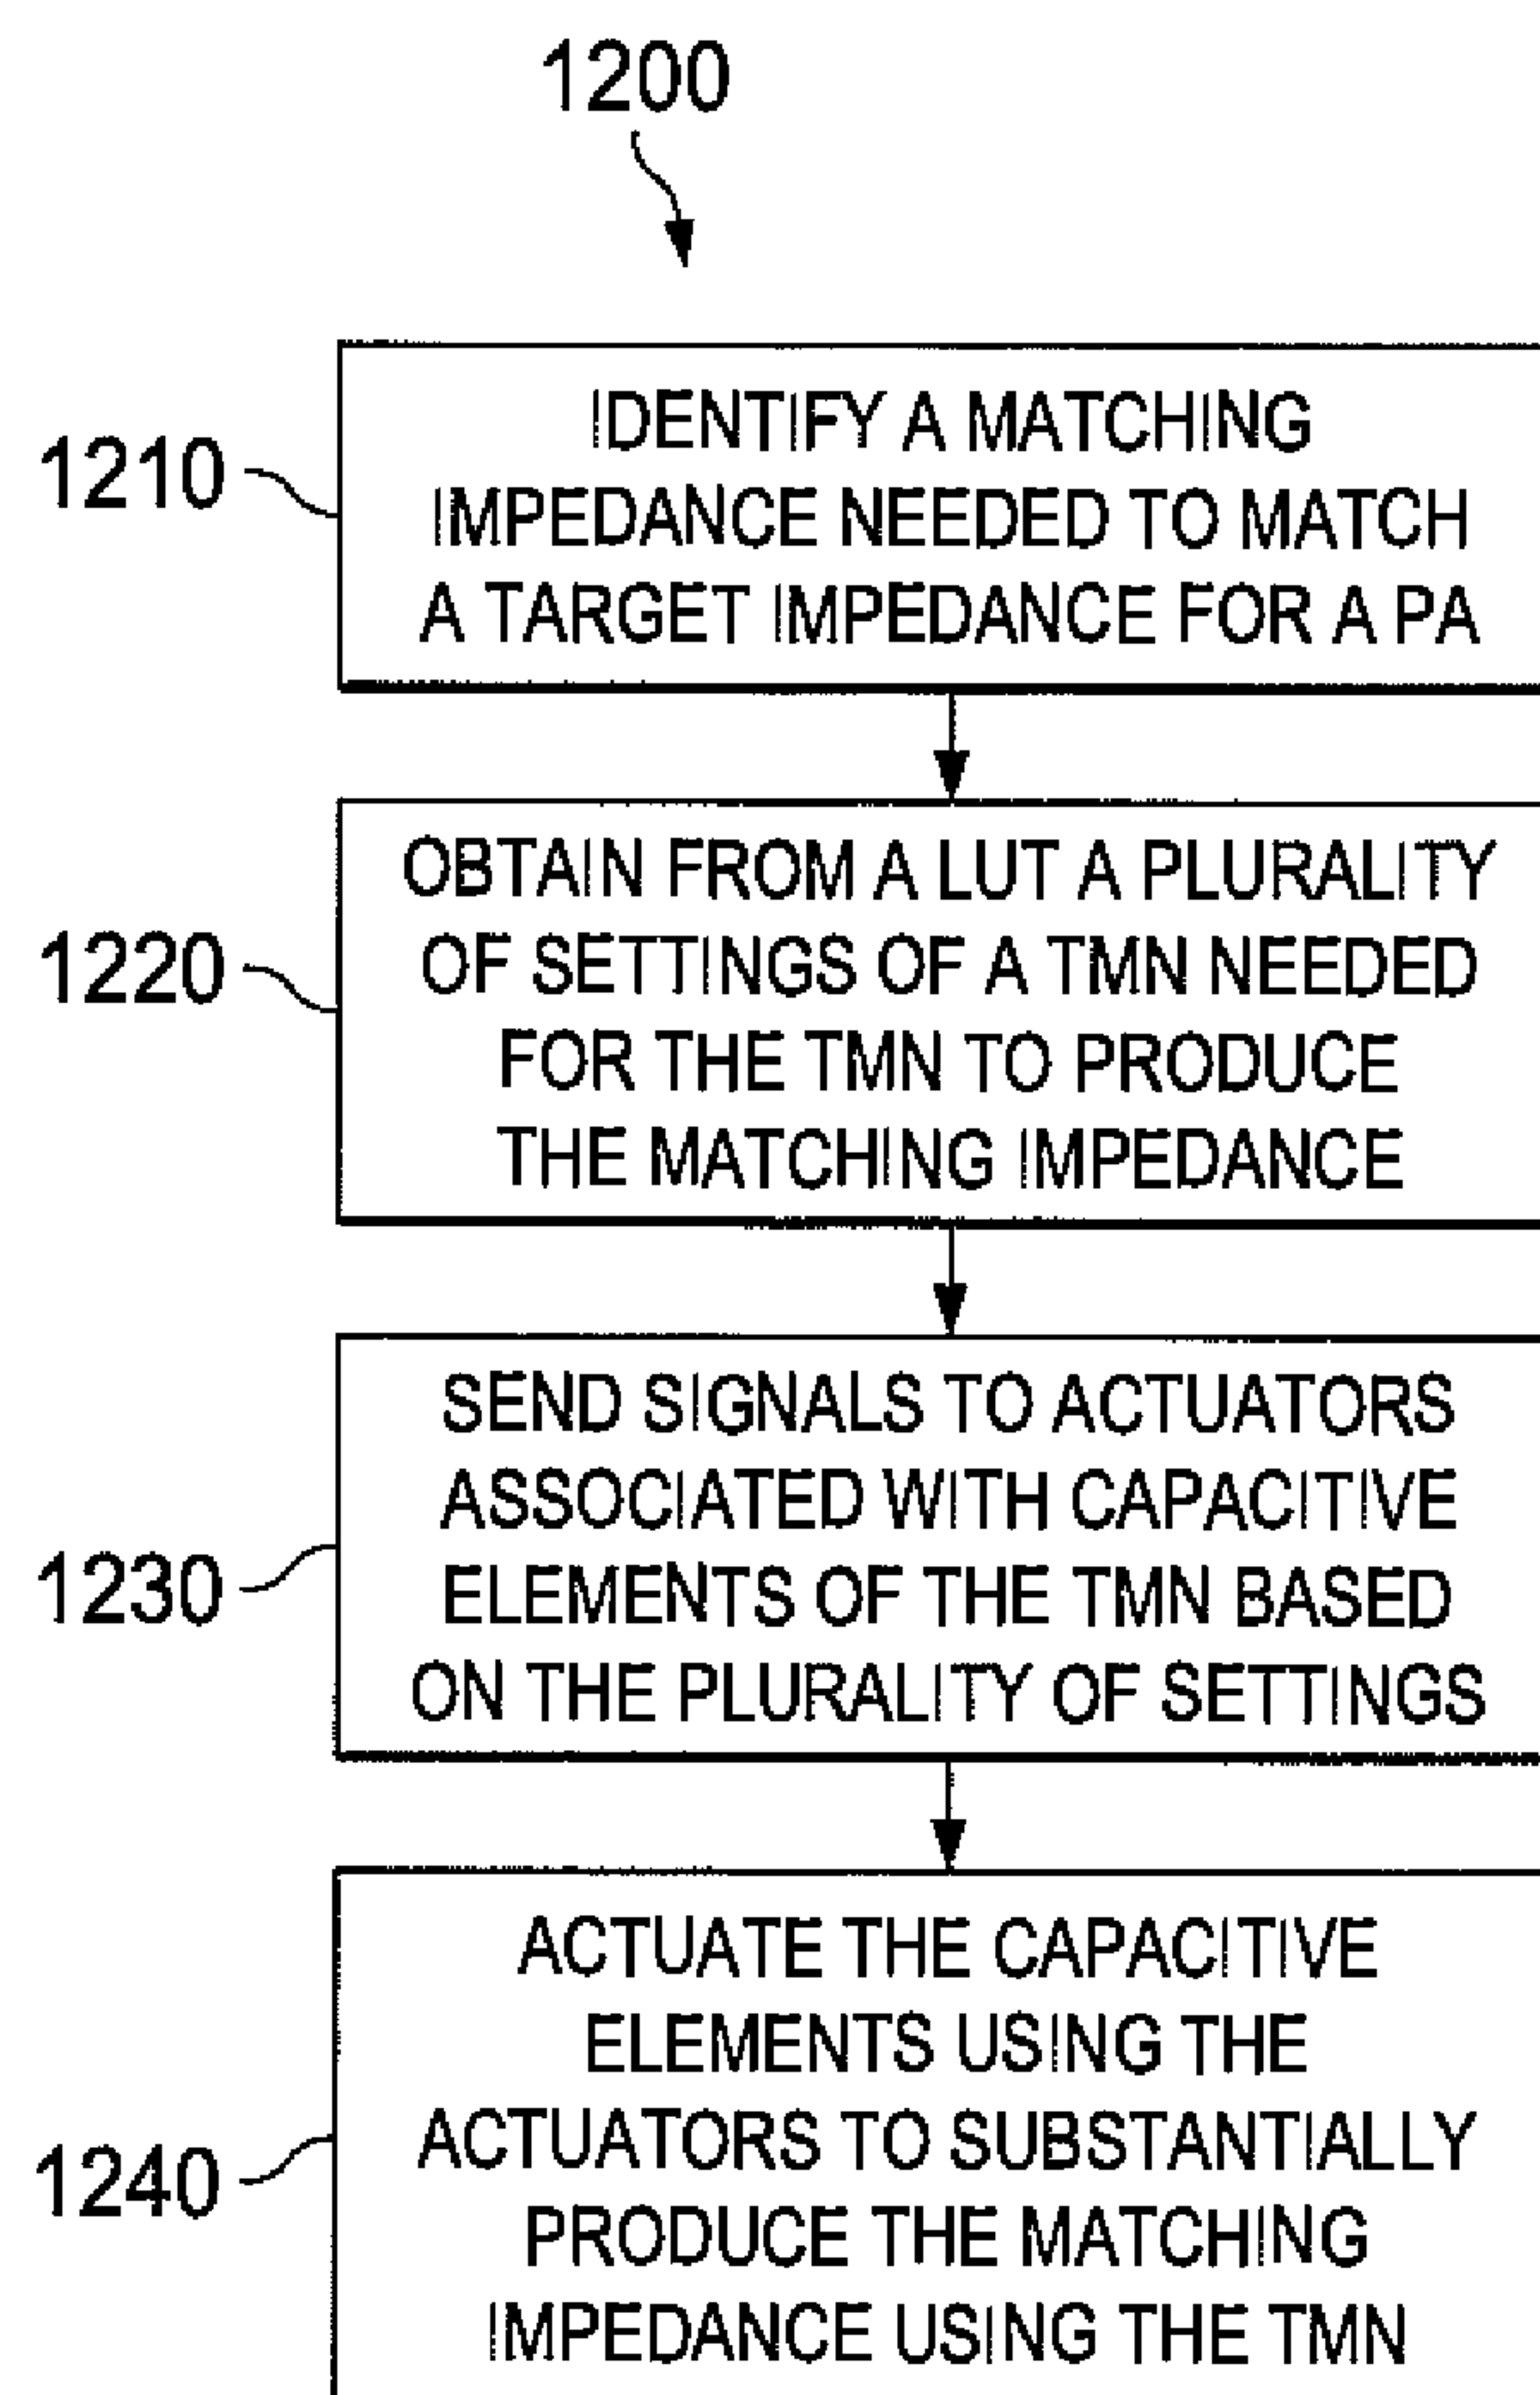 1200
1210
IDENTIFY A MATCHING
IMPEDANCE NEEDED TO MATCH
A TARGET IMPEDANCE FOR A PA
1220
OBTAIN FROM A LUT A PLURALITY
OF SETTINGS OF A TMN NEEDED
FOR THE TMN TO PRODUCE
THE MATCHING IMPEDANCE
1230
SEND SIGNALS TO ACTUATORS
ASSOCIATED WITH CAPACITIVE
ELEMENTS OF THE TMN BASED
ON THE PLURALITY OF SETTINGS
1240
ACTUATE THE CAPACITIVE
ELEMENTS USING THE
ACTUATORS TO SUBSTANTIALLY
PRODUCE THE MATCHING
IMPEDANCE USING THE TMN